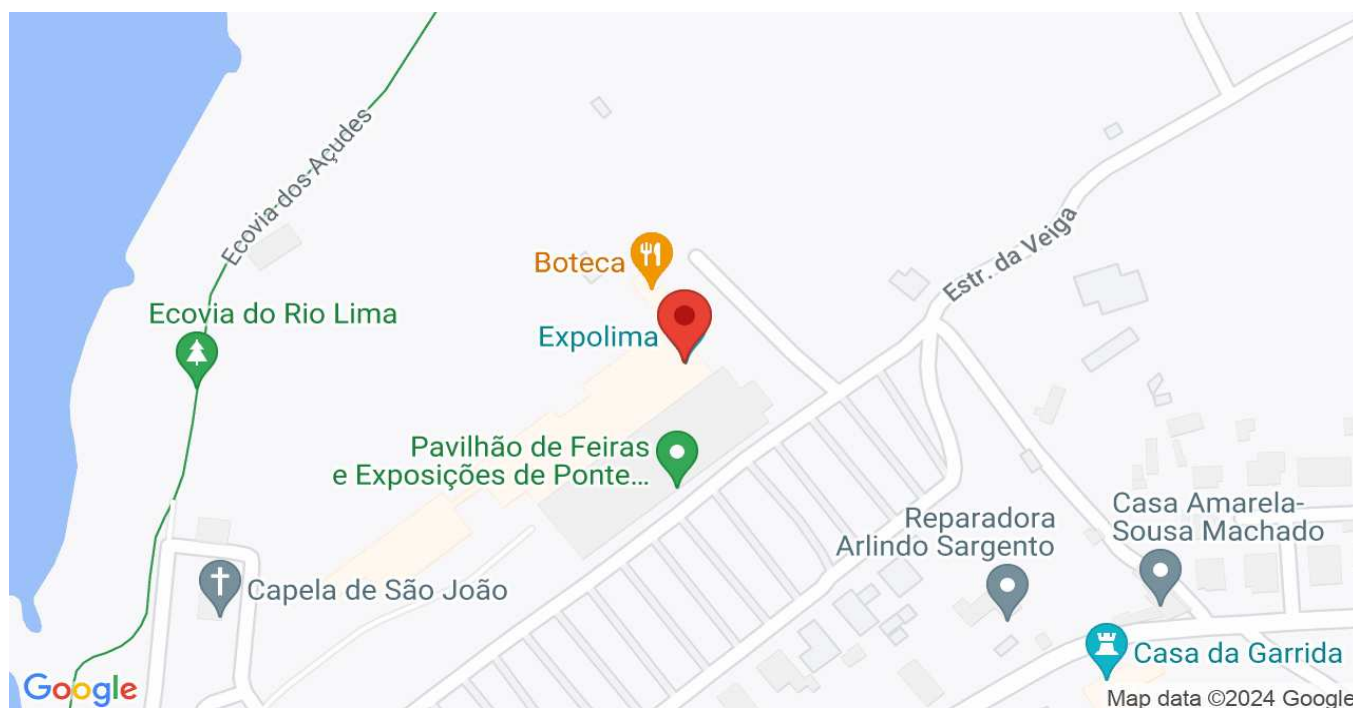 Ecovia-dos-Açudes
Boteca
Estr. da Veiga
Ecovia do Rio Lima
Expolima
Pavilhão de Feiras
e Exposições de Ponte...
Reparadora
Arlindo Sargento
Casa Amarela-
Sousa Machado
Capela de São João
Casa da Garrida
Google
Map data ©2024 Google